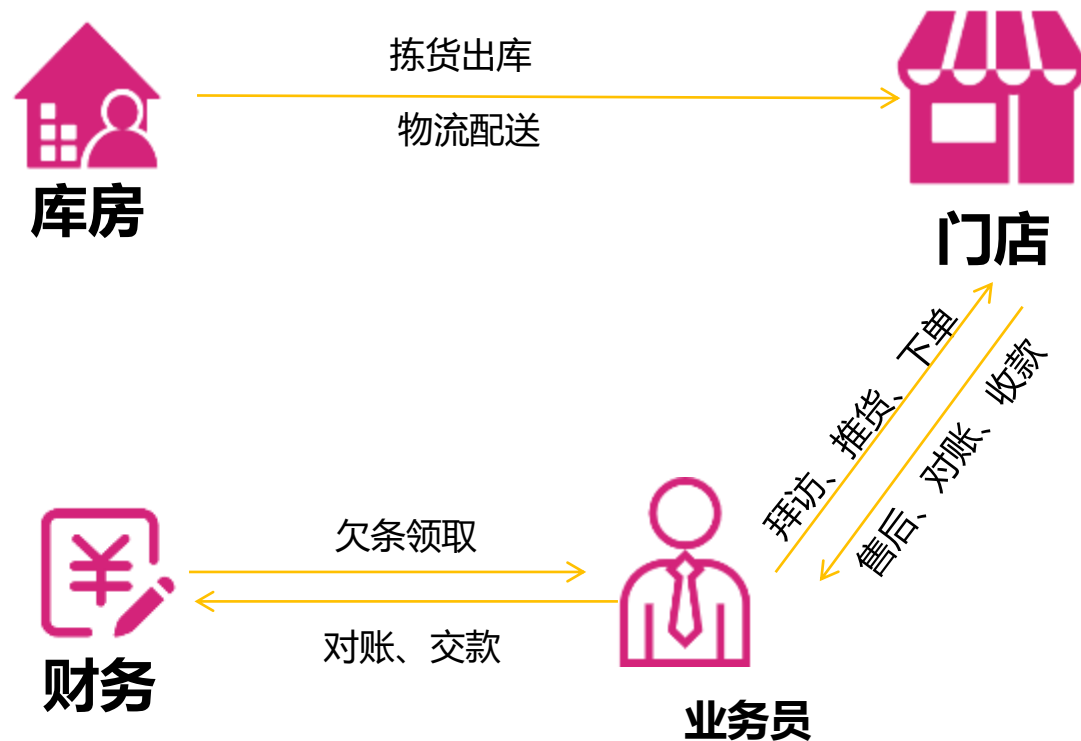 拣货出库
物流配送
库房
门店
拜访、推货、下单
售后、对账、收款
欠条领取
对账、交款
财务
业务员